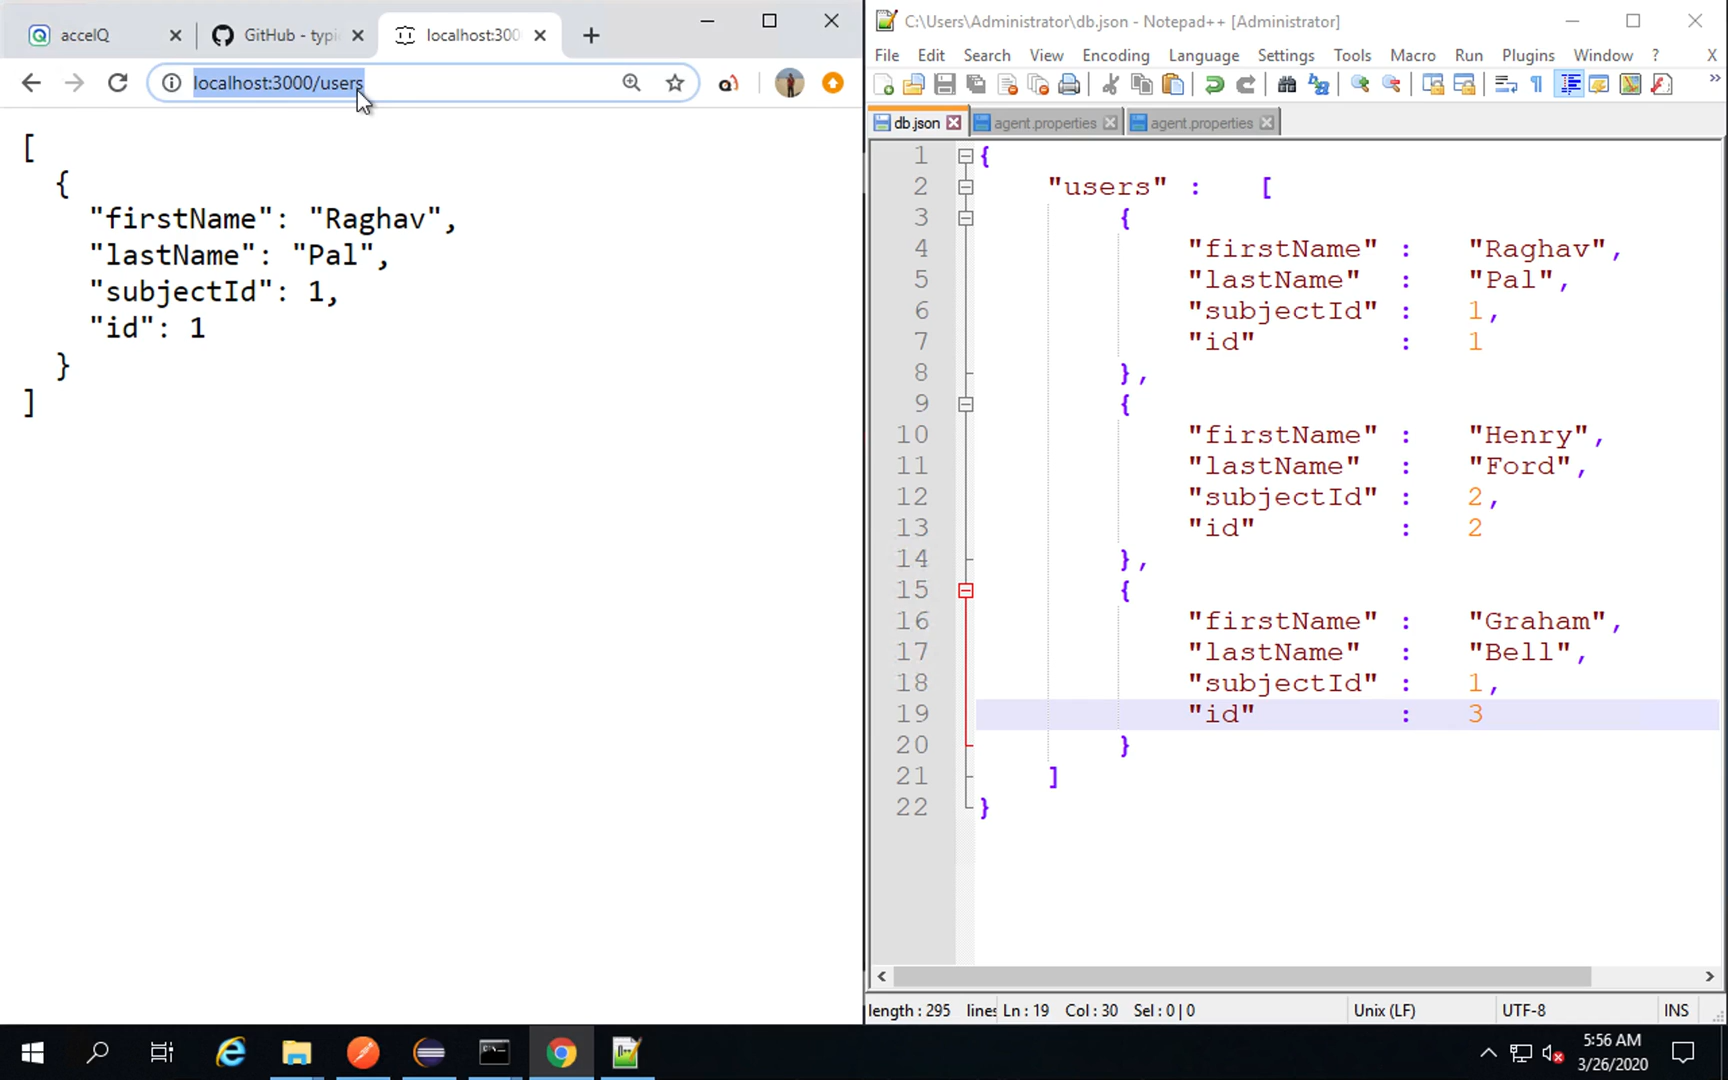 accelQ
GitHub - typi
localhost:300
localhost:3000/users
[
{
"firstName": "Raghav",
"lastName": "Pal",
"subjectId": 1,
"id": 1
}
]
C:\Users\Administrator\db.json - Notepad++ [Administrator]
File Edit Search View Encoding Language Settings Tools Macro Run Plugins Window ? X
db.json agent.properties agent.properties
1 {
2 "users" : [
3 {
4 "firstName" : "Raghav",
5 "lastName" : "Pal",
6 "subjectId" : 1,
7 "id" : 1
8 },
9 {
10 "firstName" : "Henry",
11 "lastName" : "Ford",
12 "subjectId" : 2,
13 "id" : 2
14 },
15 {
16 "firstName" : "Graham",
17 "lastName" : "Bell",
18 "subjectId" : 1,
19 "id" : 3
20 }
21 ]
22 }
length : 295 lines Ln : 19 Col : 30 Sel : 0 | 0 Unix (LF) UTF-8 INS
5:56 AM
3/26/2020